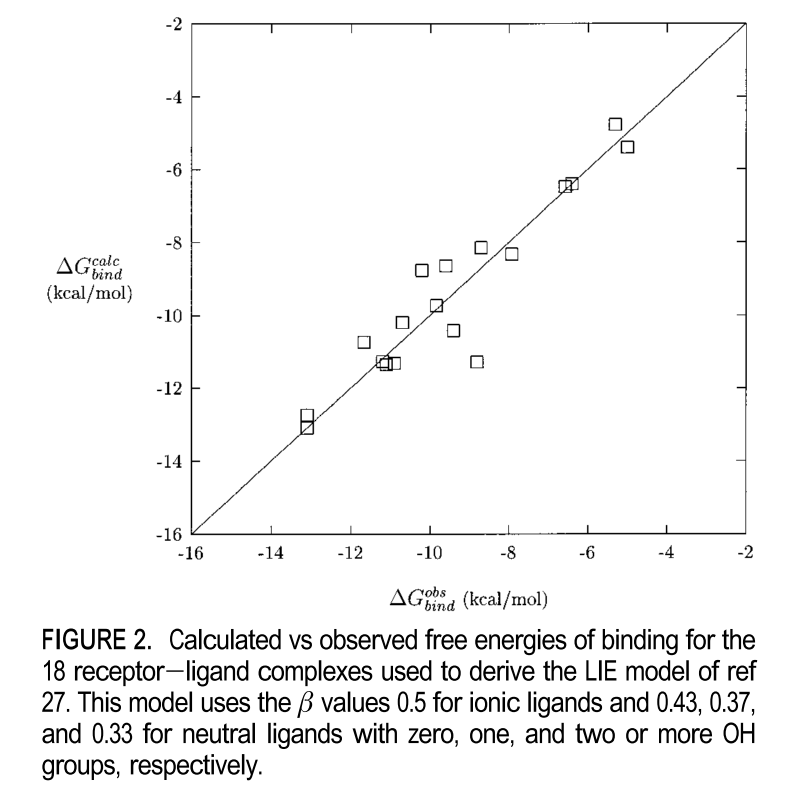 -2
-4
-6
-8
-10
-12
-14
-16
ΔG^{calc}_{bind}
(kcal/mol)
-16 -14 -12 -10 -8 -6 -4 -2
ΔG^{obs}_{bind} (kcal/mol)
FIGURE 2. Calculated vs observed free energies of binding for the
18 receptor–ligand complexes used to derive the LIE model of ref
27. This model uses the β values 0.5 for ionic ligands and 0.43, 0.37,
and 0.33 for neutral ligands with zero, one, and two or more OH
groups, respectively.